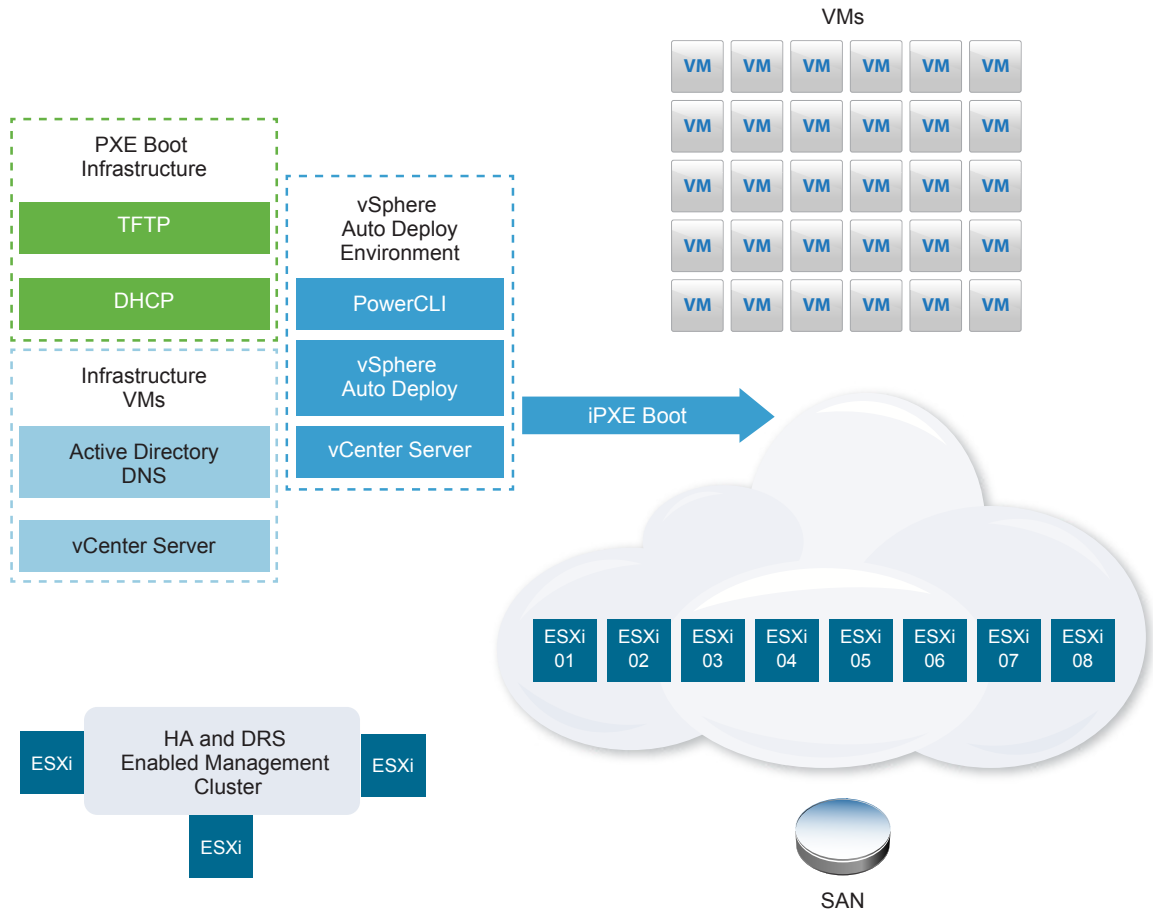 VMs
VM VM VM VM VM VM
VM VM VM VM VM VM
VM VM VM VM VM VM
VM VM VM VM VM VM
VM VM VM VM VM VM
PXE Boot
Infrastructure
TFTP
DHCP
Infrastructure
VMs
Active Directory
DNS
vCenter Server
vSphere
Auto Deploy
Environment
PowerCLI
vSphere
Auto Deploy
vCenter Server
iPXE Boot
ESXi
01
ESXi
02
ESXi
03
ESXi
04
ESXi
05
ESXi
06
ESXi
07
ESXi
08
ESXi
HA and DRS
Enabled Management
Cluster
ESXi
ESXi
SAN